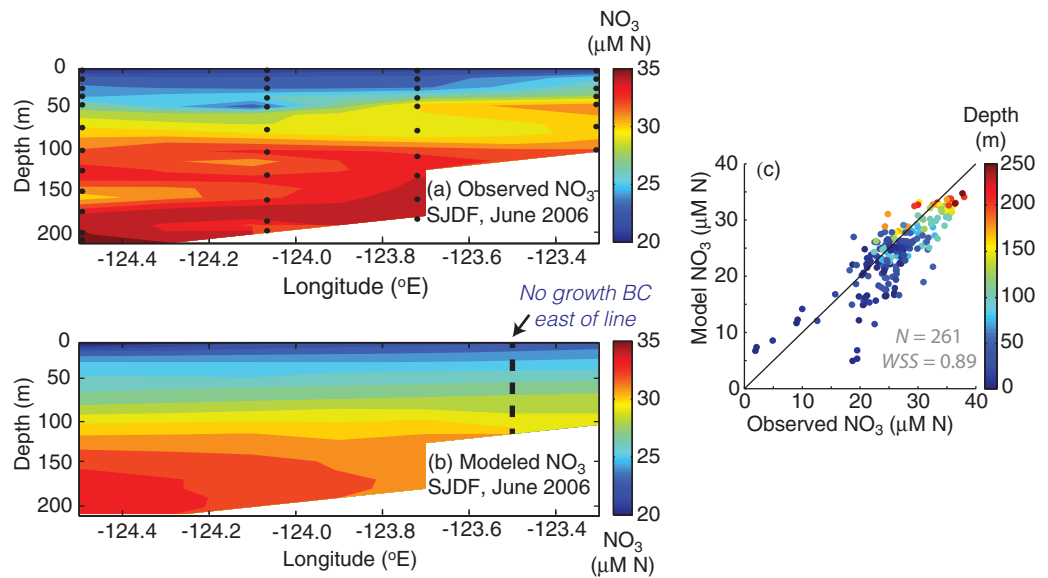 NO3
(μM N)
0
50
100
150
200
Depth (m)
35
30
25
20
(a) Observed NO3-
SJDF, June 2006
-124.4
-124.2
-124.0
-123.8
-123.6
-123.4
Longitude (oE)
No growth BC
east of line
0
50
100
150
200
Depth (m)
35
30
25
20
(b) Modeled NO3
SJDF, June 2006
-124.4
-124.2
-124.0
-123.8
-123.6
-123.4
Longitude (oE)
NO3
(μM N)
Depth
(m)
(c)
40
30
20
10
0
Model NO3 (μM N)
N = 261
WSS = 0.89
0
10
20
30
40
Observed NO3 (μM N)
250
200
150
100
50
0